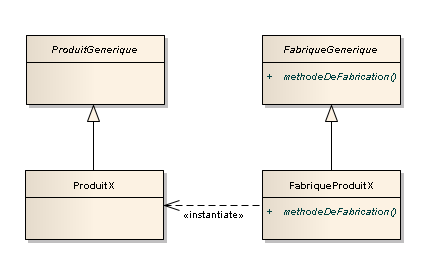 ProduitGenerique
FabriqueGenerique
+ methodeDeFabrication()
ProduitX
FabriqueProduitX
«instantiate»
+ methodeDeFabrication()